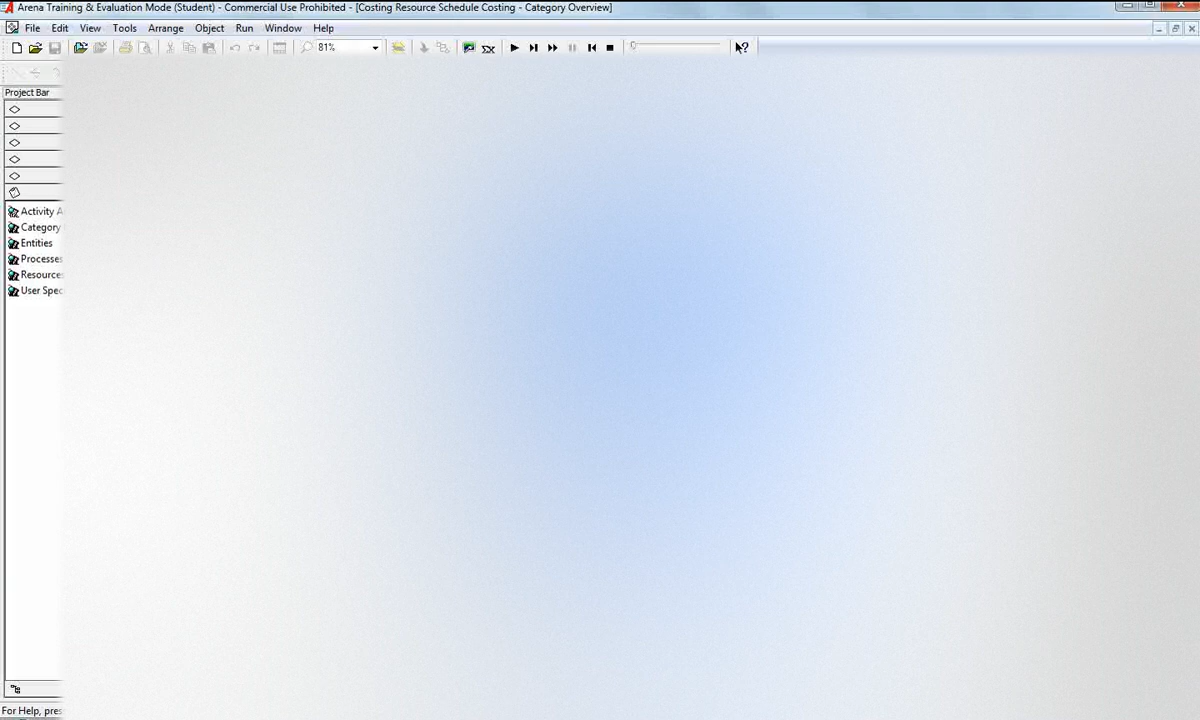 Arena Training & Evaluation Mode (Student) - Commercial Use Prohibited - [Costing Resource Schedule Costing - Category Overview]
File Edit View Tools Arrange Object Run Window Help
81%
Project Bar
Activity A
Category
Entities
Processes
Resources
User Spec
For Help, pres